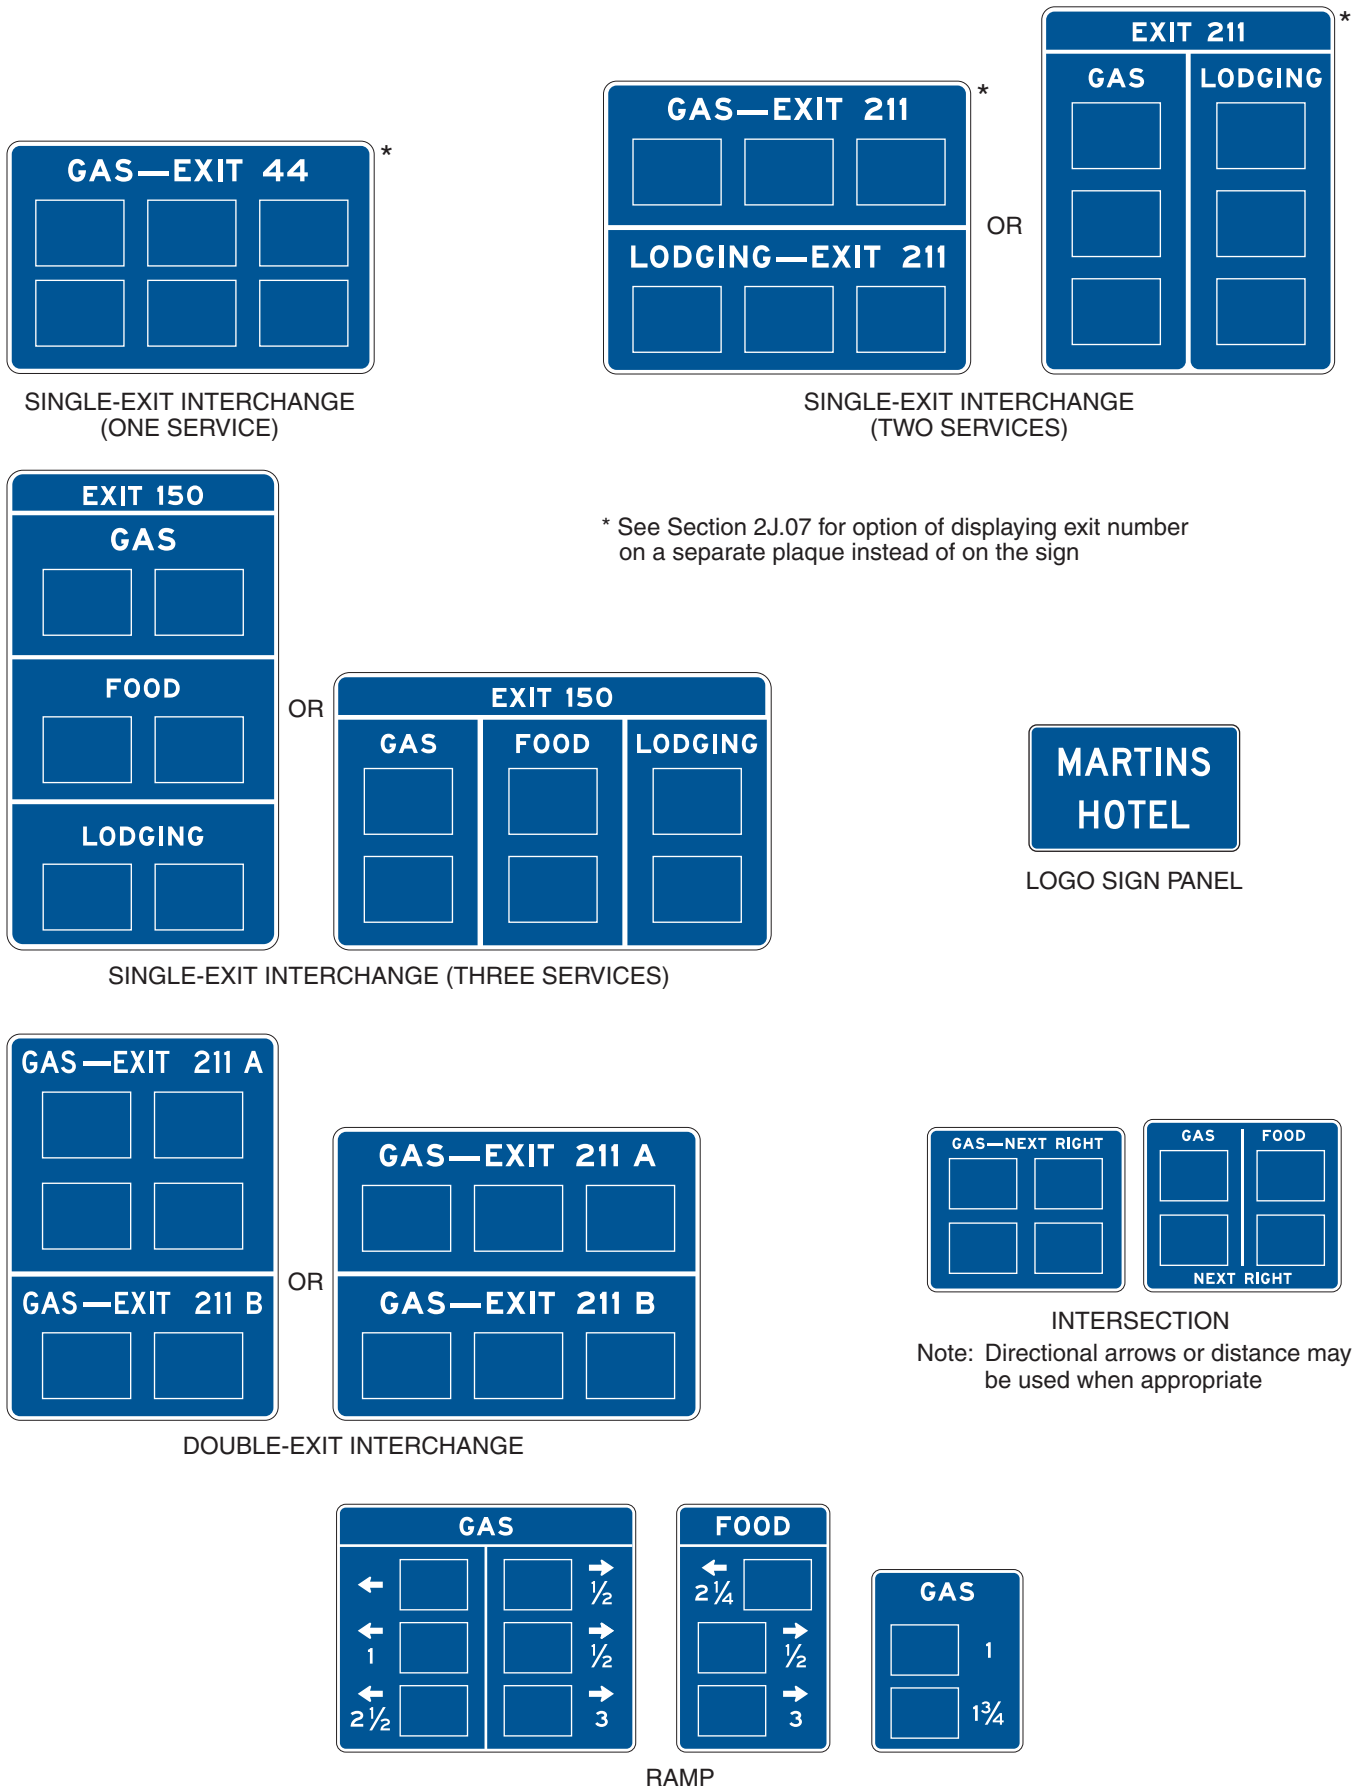 GAS—EXIT 44
*
SINGLE-EXIT INTERCHANGE
(ONE SERVICE)
GAS—EXIT 211
LODGING—EXIT 211
*
OR
EXIT 211
GAS
LODGING
*
SINGLE-EXIT INTERCHANGE
(TWO SERVICES)
EXIT 150
GAS
FOOD
LODGING
OR
EXIT 150
GAS
FOOD
LODGING
SINGLE-EXIT INTERCHANGE (THREE SERVICES)
* See Section 2J.07 for option of displaying exit number
on a separate plaque instead of on the sign
MARTINS
HOTEL
LOGO SIGN PANEL
GAS—EXIT 211 A
GAS—EXIT 211 B
OR
GAS—EXIT 211 A
GAS—EXIT 211 B
DOUBLE-EXIT INTERCHANGE
GAS—NEXT RIGHT
GAS
FOOD
NEXT RIGHT
INTERSECTION
Note: Directional arrows or distance may
be used when appropriate
GAS
← → ½
← 1 → ½
← 2½ → 3
FOOD
← 2¼
→ ½
→ 3
GAS
1
1¾
RAMP